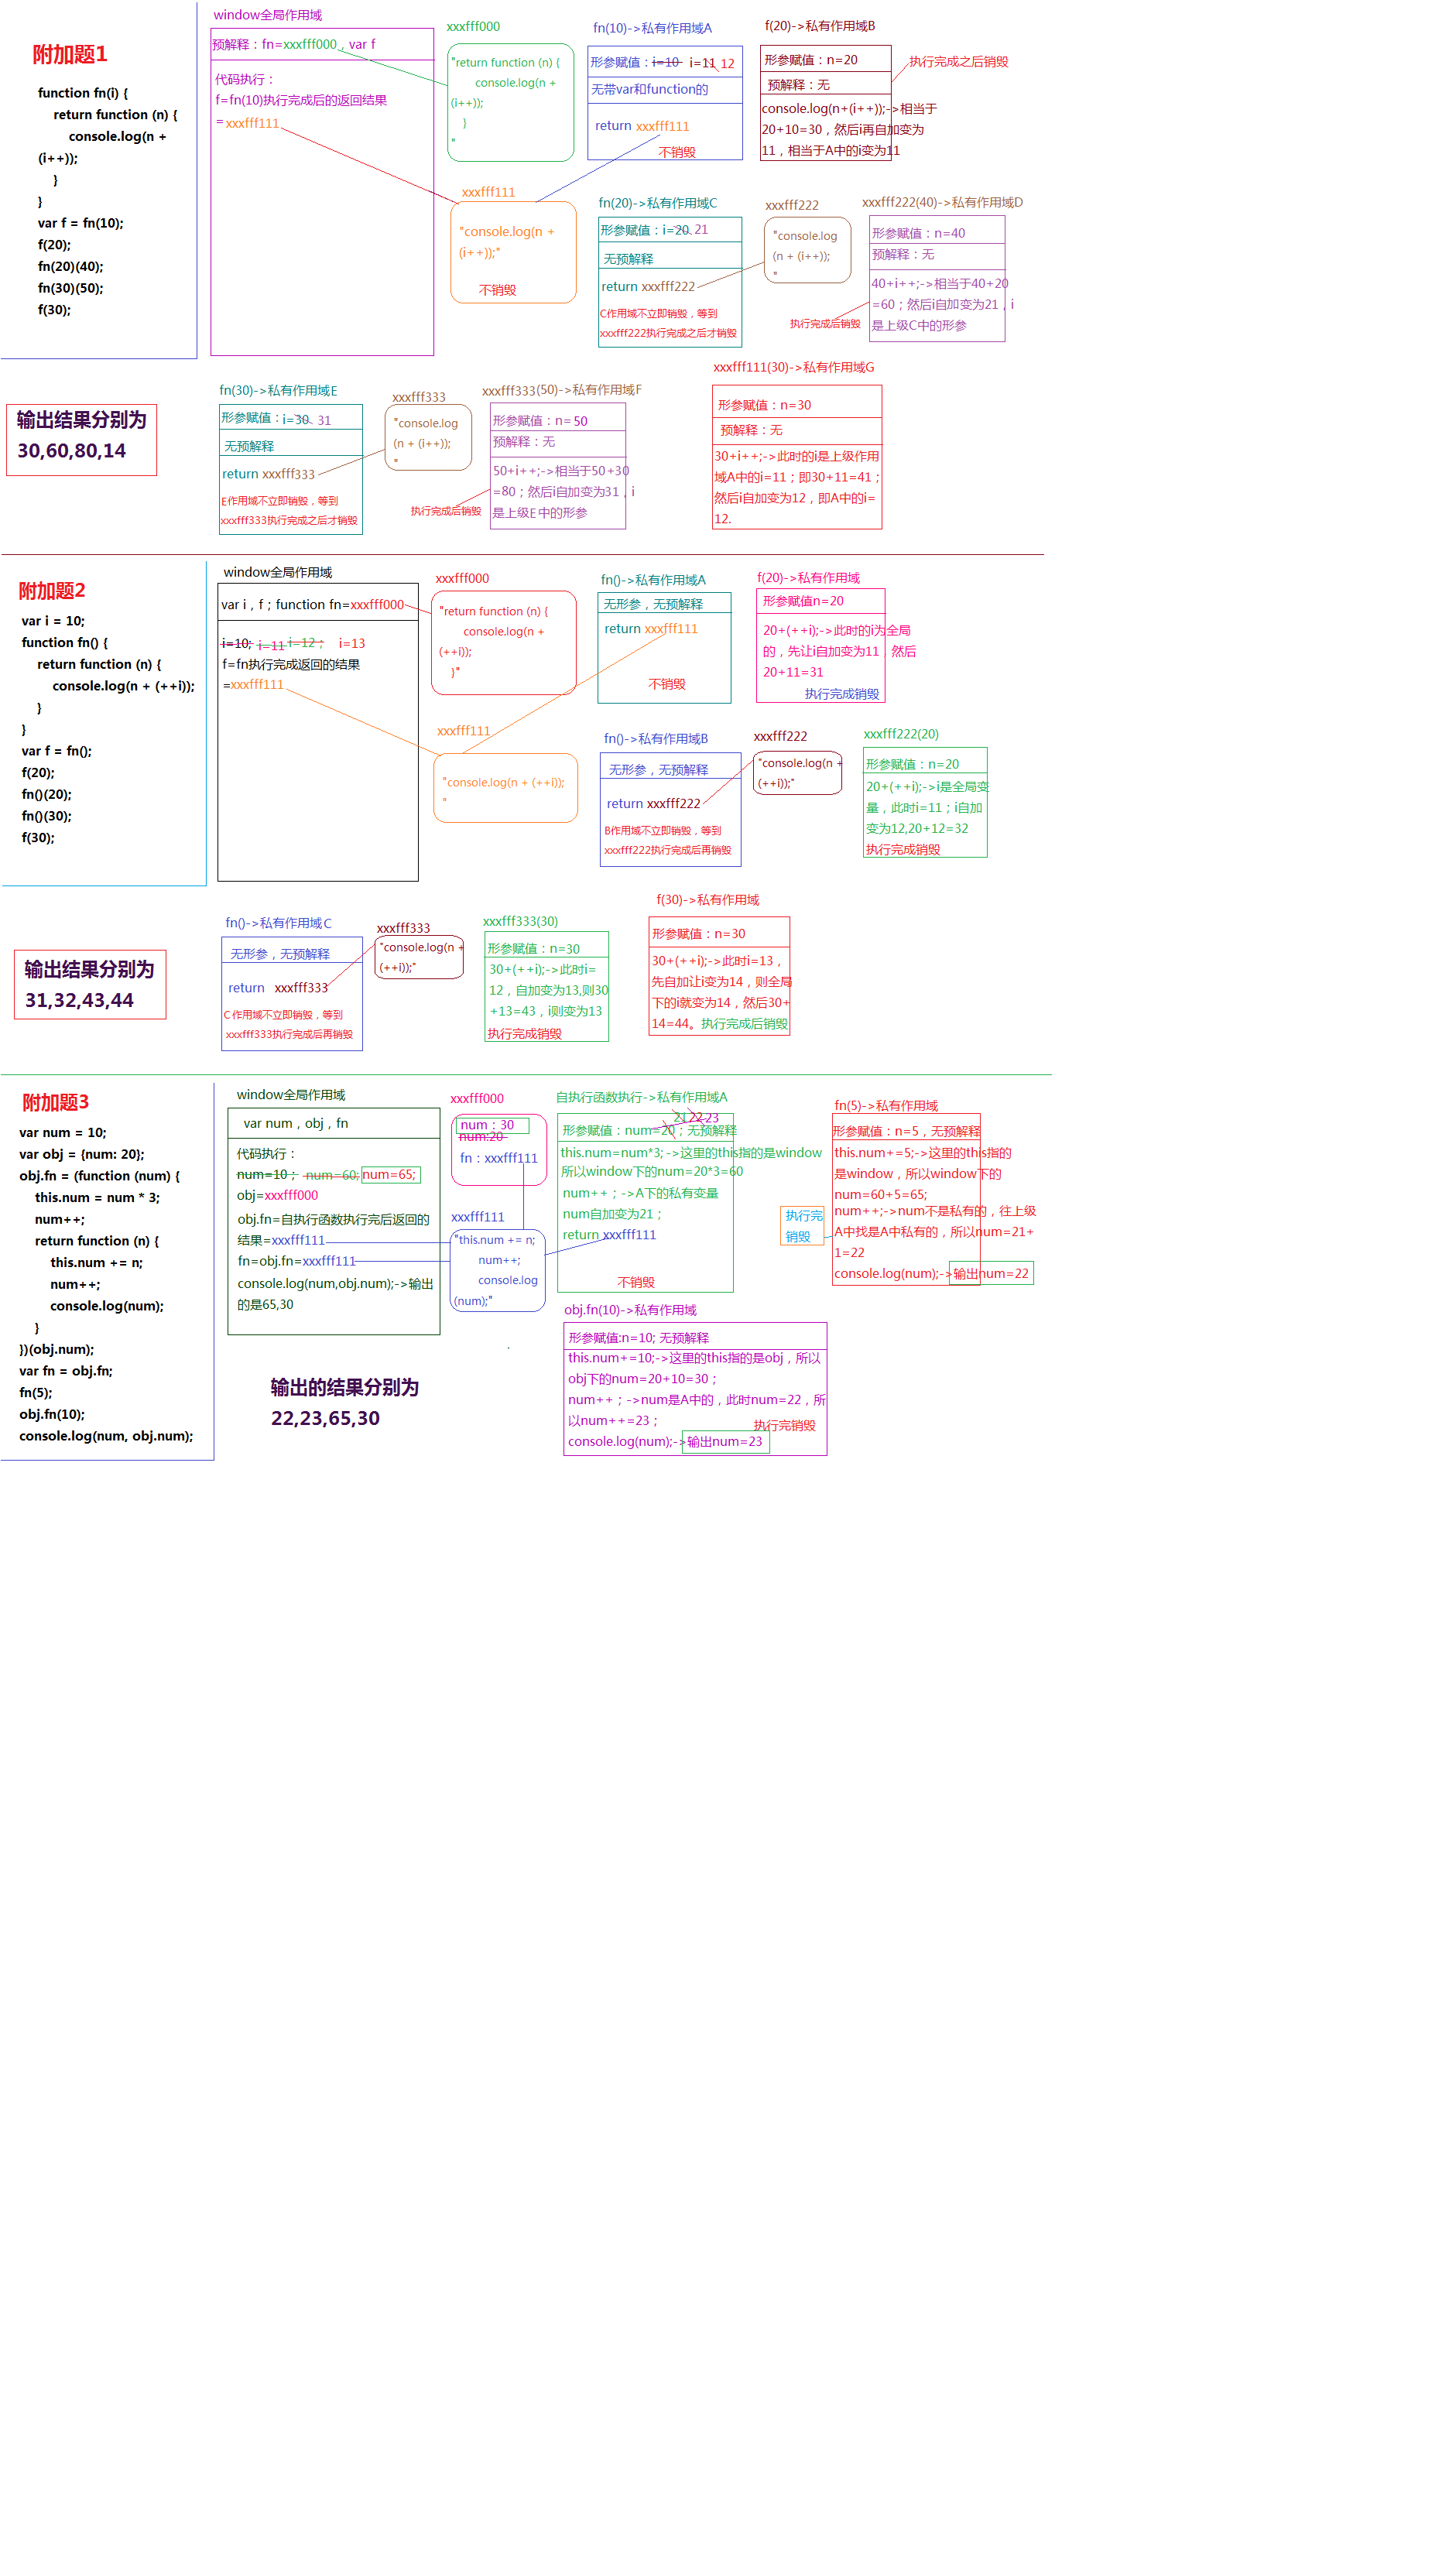 附加题1
function fn(i) {
return function (n) {
console.log(n +
(i++));
}
}
var f = fn(10);
f(20);
fn(20)(40);
fn(30)(50);
f(30);
window全局作用域
预解释：fn=xxxfff000，var f
代码执行：
f=fn(10)执行完成后的返回结果
=xxxfff111
xxxfff000
"return function (n) {
console.log(n +
(i++));
}
"
fn(10)->私有作用域A
形参赋值：i=10 i=11 12
无带var和function的
return xxxfff111
不销毁
f(20)->私有作用域B
形参赋值：n=20
预解释：无
console.log(n+(i++));->相当于
20+10=30，然后i再自加变为
11，相当于A中的i变为11
执行完成之后销毁
xxxfff111
"console.log(n +
(i++));"
不销毁
fn(20)->私有作用域C
形参赋值：i=20 21
无预解释
return xxxfff222
C作用域不立即销毁，等到
xxxfff222执行完成之后才销毁
xxxfff222
"console.log
(n + (i++));
"
xxxfff222(40)->私有作用域D
形参赋值：n=40
预解释：无
40+i++;->相当于40+20
=60；然后i自加变为21，i
是上级C中的形参
执行完成后销毁
输出结果分别为
30,60,80,14
fn(30)->私有作用域E
形参赋值：i=30 31
无预解释
return xxxfff333
E作用域不立即销毁，等到
xxxfff333执行完成之后才销毁
xxxfff333
"console.log
(n + (i++));
"
xxxfff333(50)->私有作用域F
形参赋值：n=50
预解释：无
50+i++;->相当于50+30
=80；然后i自加变为31，i
是上级E中的形参
执行完成后销毁
xxxfff111(30)->私有作用域G
形参赋值：n=30
预解释：无
30+i++;->此时的i是上级作用
域A中的i=11；即30+11=41；
然后i自加变为12，即A中的i=
12.
附加题2
var i = 10;
function fn() {
return function (n) {
console.log(n + (++i));
}
}
var f = fn();
f(20);
fn()(20);
fn()(30);
f(30);
window全局作用域
var i，f；function fn=xxxfff000
i=10; i=11 i=12； i=13
f=fn执行完成返回的结果
=xxxfff111
xxxfff000
"return function (n) {
console.log(n +
(++i));
}"
fn()->私有作用域A
无形参，无预解释
return xxxfff111
不销毁
f(20)->私有作用域
形参赋值n=20
20+(++i);->此时的i为全局
的，先让i自加变为11，然后
20+11=31
执行完成销毁
xxxfff111
"console.log(n + (++i));
"
fn()->私有作用域B
无形参，无预解释
return xxxfff222
B作用域不立即销毁，等到
xxxfff222执行完成后再销毁
xxxfff222
"console.log(n +
(++i));"
xxxfff222(20)
形参赋值：n=20
20+(++i);->i是全局变
量，此时i=11；i自加
变为12,20+12=32
执行完成销毁
输出结果分别为
31,32,43,44
fn()->私有作用域C
无形参，无预解释
return xxxfff333
C作用域不立即销毁，等到
xxxfff333执行完成后再销毁
xxxfff333
"console.log(n +
(++i));"
xxxfff333(30)
形参赋值：n=30
30+(++i);->此时i=
12，自加变为13,则30
+13=43，i则变为13
执行完成销毁
f(30)->私有作用域
形参赋值：n=30
30+(++i);->此时i=13，
先自加让i变为14，则全局
下的i就变为14，然后30+
14=44。执行完成后销毁
附加题3
var num = 10;
var obj = {num: 20};
obj.fn = (function (num) {
this.num = num * 3;
num++;
return function (n) {
this.num += n;
num++;
console.log(num);
}
})(obj.num);
var fn = obj.fn;
fn(5);
obj.fn(10);
console.log(num, obj.num);
window全局作用域
var num，obj，fn
代码执行：
num=10； num=60; num=65;
obj=xxxfff000
obj.fn=自执行函数执行完后返回的
结果=xxxfff111
fn=obj.fn=xxxfff111
console.log(num,obj.num);->输出
的是65,30
xxxfff000
num：30
num:20
fn：xxxfff111
xxxfff111
"this.num += n;
num++;
console.log
(num);"
自执行函数执行->私有作用域A
21 22 23
形参赋值：num=20；无预解释
this.num=num*3; ->这里的this指的是window
所以window下的num=20*3=60
num++；->A下的私有变量
num自加变为21；
return xxxfff111
不销毁
fn(5)->私有作用域
形参赋值：n=5，无预解释
this.num+=5;->这里的this指的
是window，所以window下的
num=60+5=65;
num++;->num不是私有的，往上级
A中找是A中私有的，所以num=21+
1=22
console.log(num);->输出num=22
执行完
销毁
obj.fn(10)->私有作用域
形参赋值:n=10; 无预解释
this.num+=10;->这里的this指的是obj，所以
obj下的num=20+10=30；
num++；->num是A中的，此时num=22，所
以num++=23；
执行完销毁
console.log(num);->输出num=23
输出的结果分别为
22,23,65,30